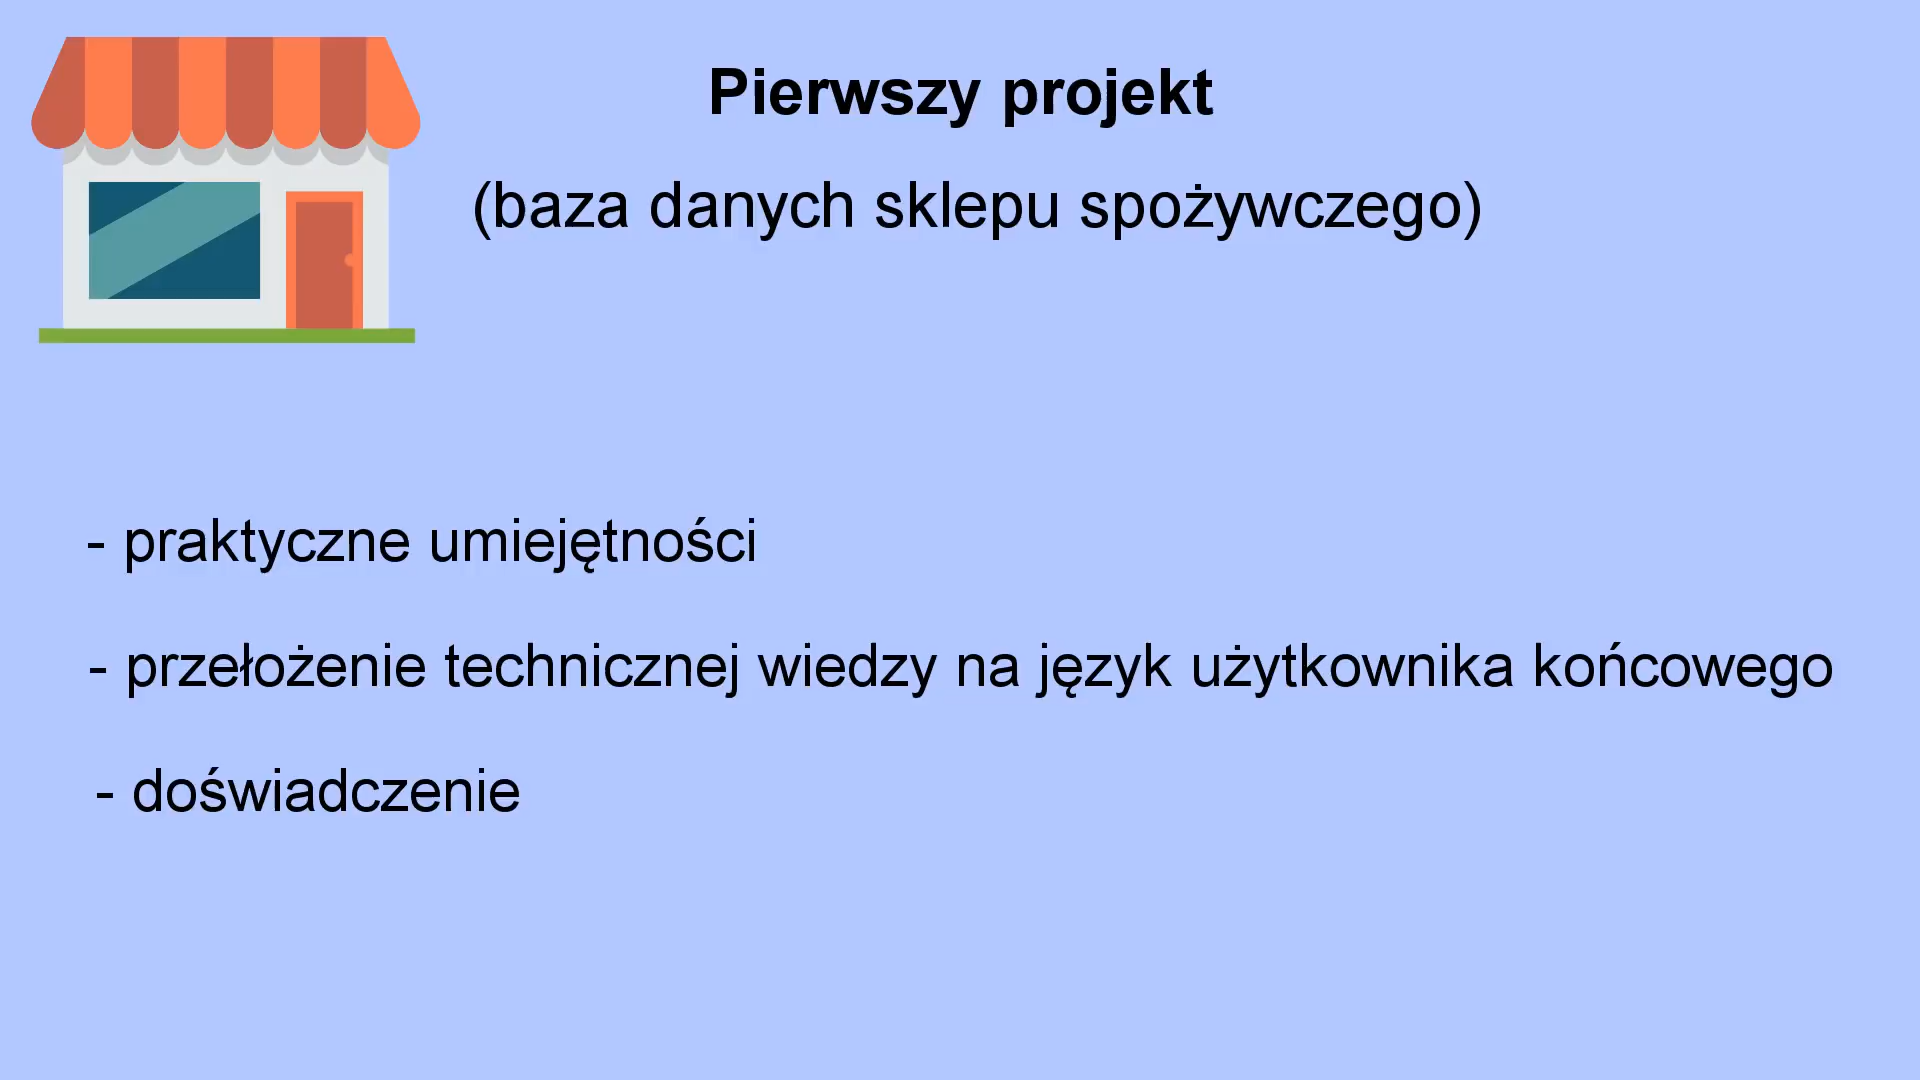 Pierwszy projekt
(baza danych sklepu spożywczego)
- praktyczne umiejętności
- przełożenie technicznej wiedzy na język użytkownika końcowego
- doświadczenie